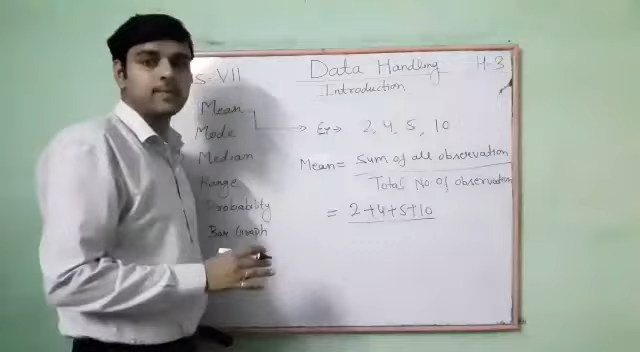 s-VII
Data Handling
H-3
Introduction
Mean
Mode
Median
Range
Probability
Bar Graph
Ex→ 2, 4, 5, 10
Mean = Sum of all observation
Total No of observation
= 2+4+5+10